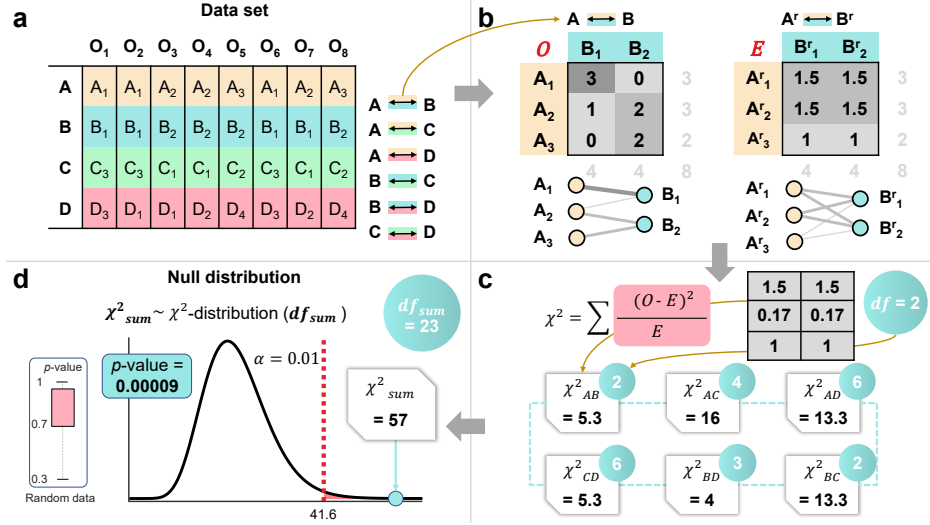 a
Data set
O1 O2 O3 O4 O5 O6 O7 O8
A A1 A1 A2 A2 A3 A1 A2 A3
B B1 B1 B2 B2 B2 B1 B1 B2
C C3 C3 C1 C1 C2 C3 C1 C2
D D3 D1 D1 D2 D4 D3 D2 D4
A B
A C
A D
B C
B D
C D
b
A B
O B1 B2
A1 3 0 3
A2 1 2 3
A3 0 2 2
4 4 8
A1
A2
A3
B1
B2
Aʳ Bʳ
E Bʳ1 Bʳ2
Aʳ1 1.5 1.5 3
Aʳ2 1.5 1.5 3
Aʳ3 1 1 2
4 4 8
Aʳ1
Aʳ2
Aʳ3
Bʳ1
Bʳ2
c
χ² = ∑ (O - E)² / E
1.5 1.5
0.17 0.17
1 1
df = 2
χ²AB = 5.3 2
χ²AC = 16 4
χ²AD = 13.3 6
χ²CD = 5.3 6
χ²BD = 4 3
χ²BC = 13.3 2
d
Null distribution
χ²sum ~ χ²-distribution (dfsum)
dfsum = 23
p-value =
0.00009
α = 0.01
χ²sum
= 57
41.6
p-value
1
0.7
0.3
Random data